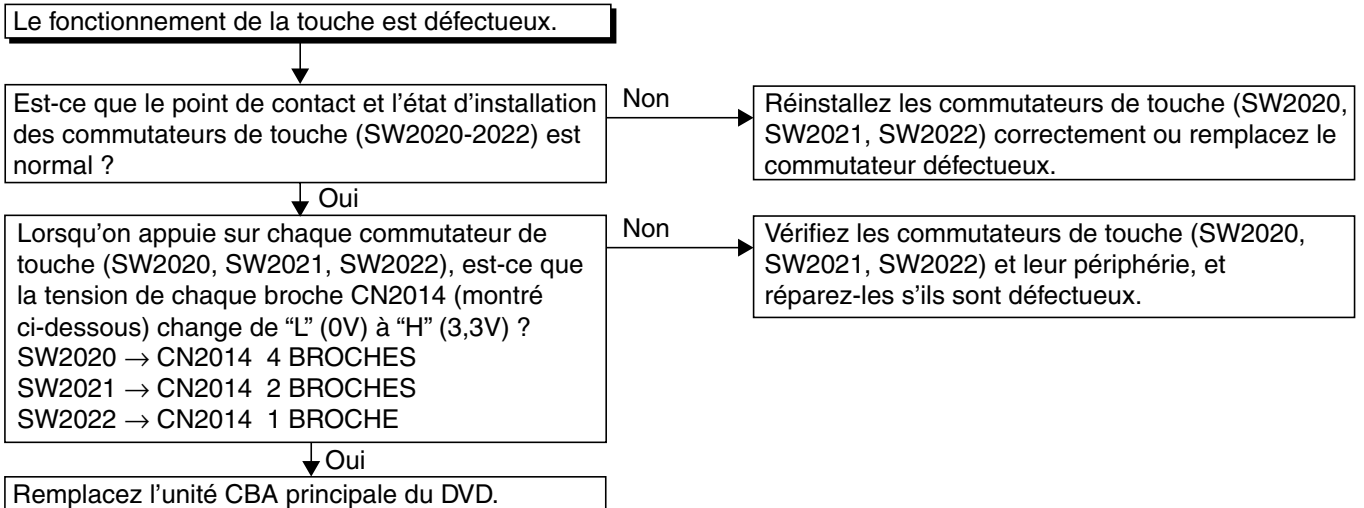 Le fonctionnement de la touche est défectueux.
Est-ce que le point de contact et l'état d'installation
des commutateurs de touche (SW2020-2022) est
normal ?
Non
Réinstallez les commutateurs de touche (SW2020,
SW2021, SW2022) correctement ou remplacez le
commutateur défectueux.
Oui
Lorsqu'on appuie sur chaque commutateur de
touche (SW2020, SW2021, SW2022), est-ce que
la tension de chaque broche CN2014 (montré
ci-dessous) change de “L” (0V) à “H” (3,3V) ?
SW2020 → CN2014 4 BROCHES
SW2021 → CN2014 2 BROCHES
SW2022 → CN2014 1 BROCHE
Non
Vérifiez les commutateurs de touche (SW2020,
SW2021, SW2022) et leur périphérie, et
réparez-les s'ils sont défectueux.
Oui
Remplacez l'unité CBA principale du DVD.